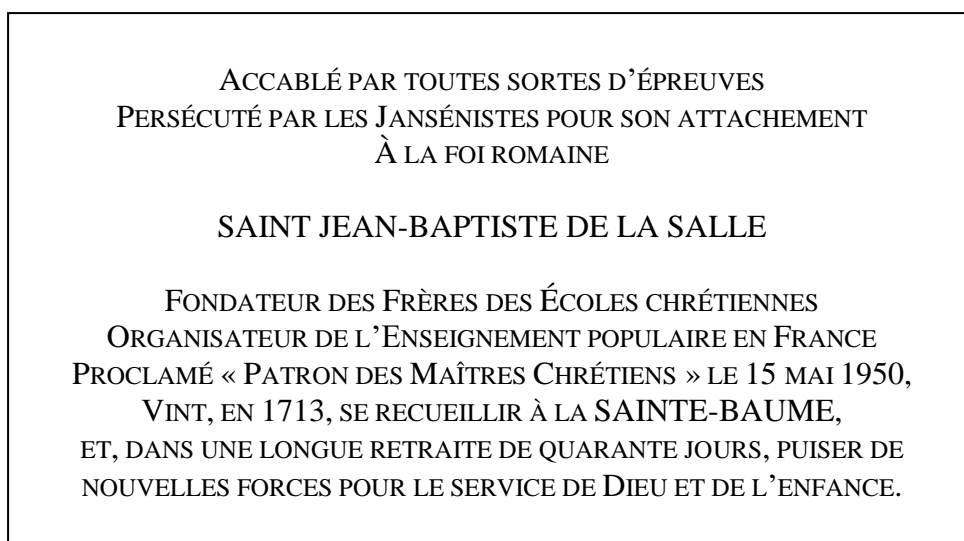 ACCABLÉ PAR TOUTES SORTES D’ÉPREUVES
PERSÉCUTÉ PAR LES JANSÉNISTES POUR SON ATTACHEMENT
À LA FOI ROMAINE
SAINT JEAN-BAPTISTE DE LA SALLE
FONDATEUR DES FRÈRES DES ÉCOLES CHRÉTIENNES
ORGANISATEUR DE L’ENSEIGNEMENT POPULAIRE EN FRANCE
PROCLAMÉ « PATRON DES MAÎTRES CHRÉTIENS » LE 15 MAI 1950,
VINT, EN 1713, SE RECUEILLIR À LA SAINTE-BAUME,
ET, DANS UNE LONGUE RETRAITE DE QUARANTE JOURS, PUISER DE
NOUVELLES FORCES POUR LE SERVICE DE DIEU ET DE L’ENFANCE.